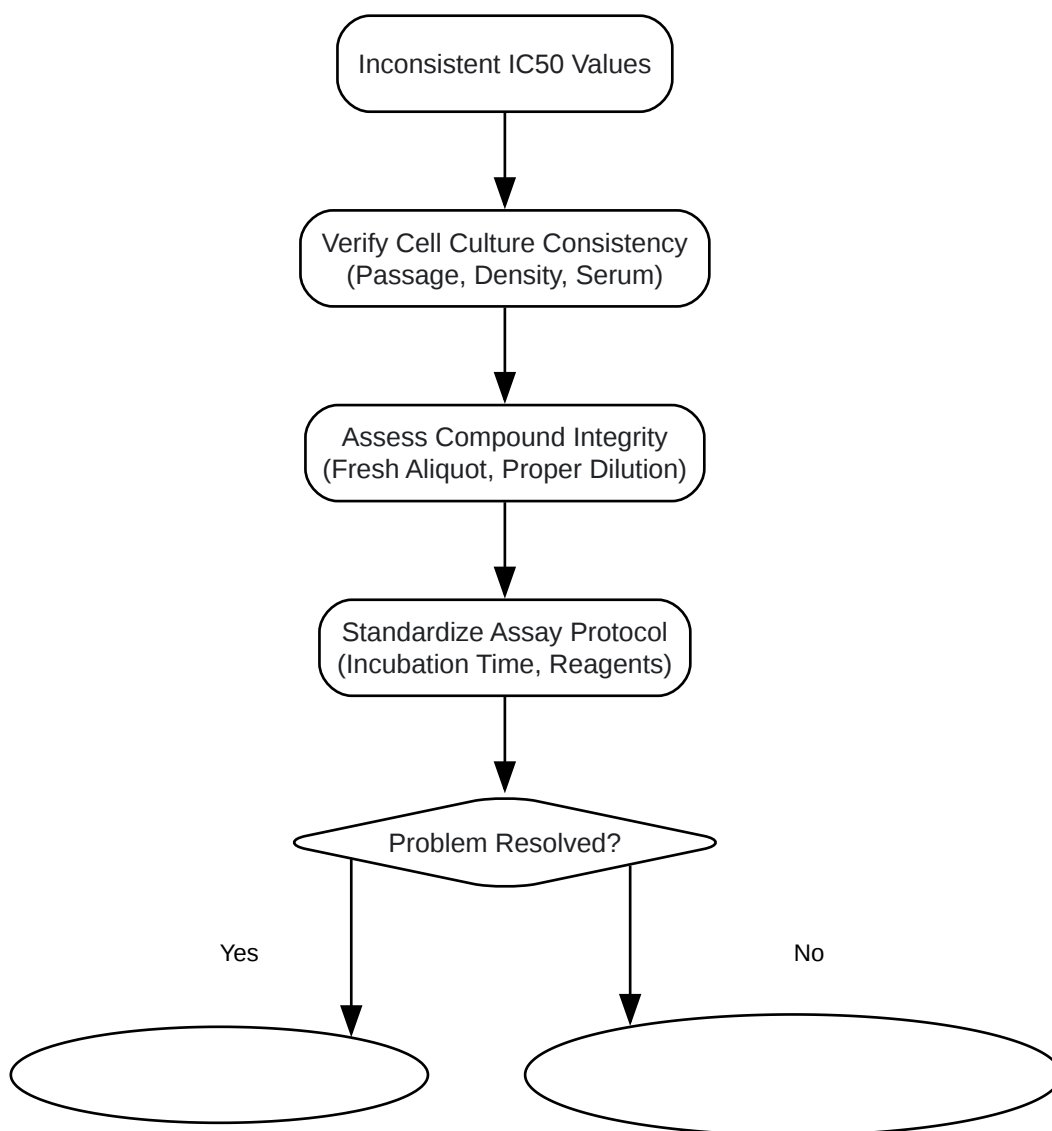 Inconsistent IC50 Values
Verify Cell Culture Consistency
(Passage, Density, Serum)
Assess Compound Integrity
(Fresh Aliquot, Proper Dilution)
Standardize Assay Protocol
(Incubation Time, Reagents)
Problem Resolved?
Yes
No